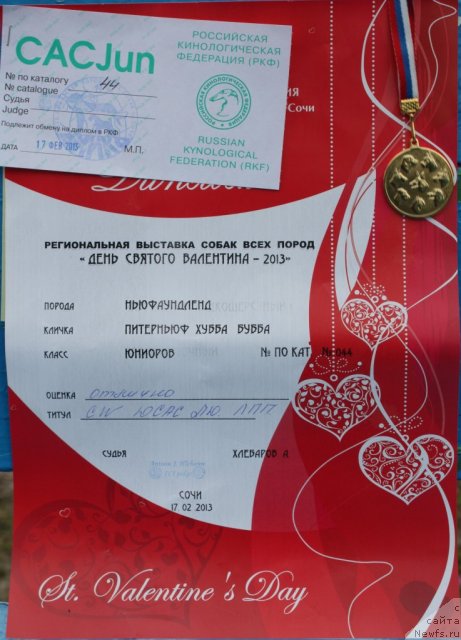 CACJun
№ по каталогу
№ catalogue 44
Судья
Judge
Подлежит обмену на диплом в РКФ
ДАТА 17 ФЕВ 2013 М.П.
РОССИЙСКАЯ
КИНОЛОГИЧЕСКАЯ
ФЕДЕРАЦИЯ (РКФ)
RUSSIAN
KYNOLOGICAL
FEDERATION (RKF)
Сочи
РЕГИОНАЛЬНАЯ ВЫСТАВКА СОБАК ВСЕХ ПОРОД
« ДЕНЬ СВЯТОГО ВАЛЕНТИНА – 2013»
ПОРОДА НЬЮФАУНДЛЕНД
КЛИЧКА ПИТЕРНЬЮФ ХУББА БУББА
КЛАСС ЮНИОРОВ № ПО КАТ № 044
ОЦЕНКА отлично
ТИТУЛ CW ЮСАС ЛЮ ЛПП
СУДЬЯ ХЛЕБАРОВ А
СОЧИ
17. 02. 2013
St. Valentine's Day
с
сайта
Newfs.ru